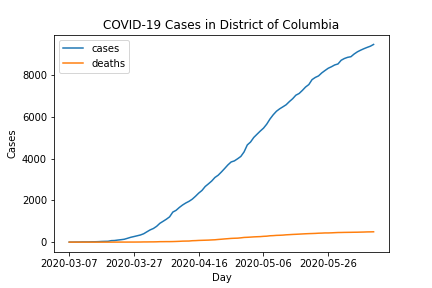 COVID-19 Cases in District of Columbia
cases
deaths
8000
6000
4000
2000
0
Cases
2020-03-07 2020-03-27 2020-04-16 2020-05-06 2020-05-26
Day